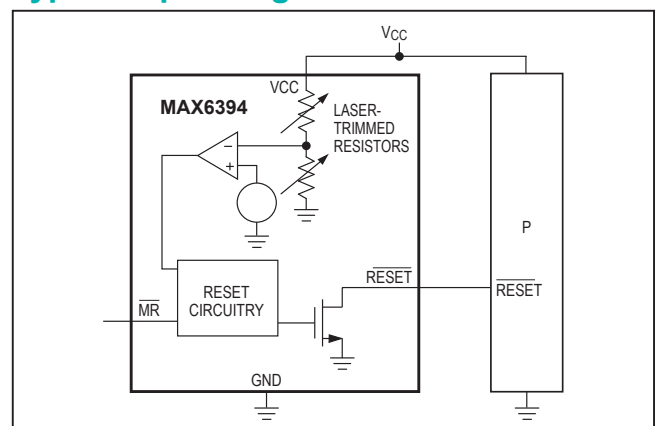 VCC
VCC
MAX6394
LASER-
TRIMMED
RESISTORS
−
+
P
RESET
RESET
MR
RESET
CIRCUITRY
GND